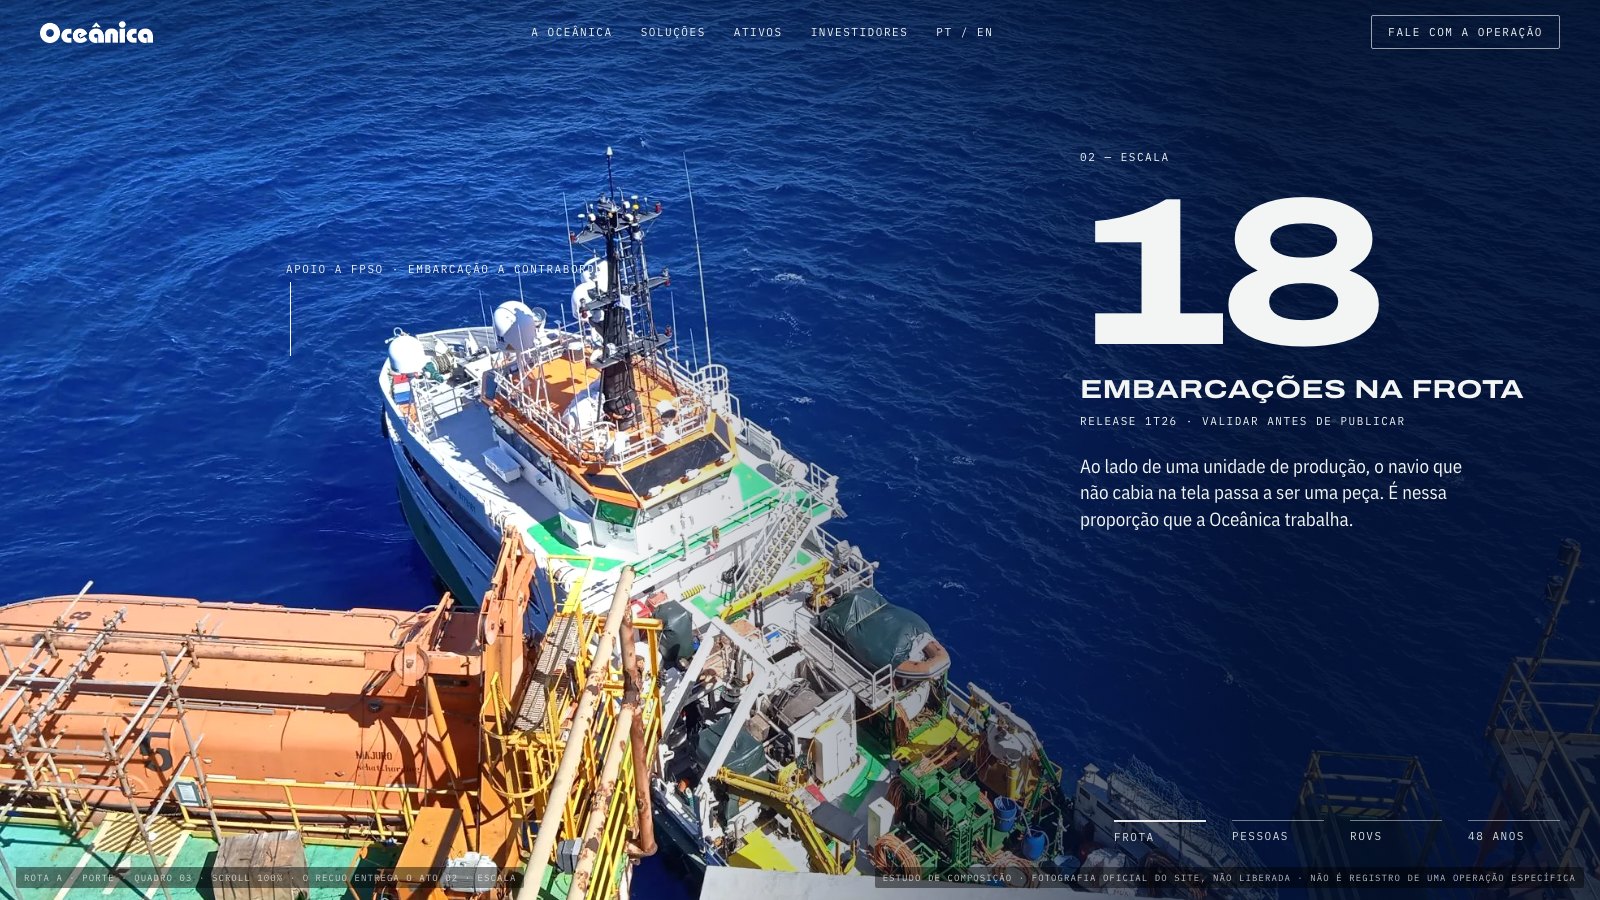 Oceânica
A OCEÂNICA SOLUÇÕES ATIVOS INVESTIDORES PT / EN
FALE COM A OPERAÇÃO
02 — ESCALA
18
EMBARCAÇÕES NA FROTA
RELEASE 1T26 · VALIDAR ANTES DE PUBLICAR
Ao lado de uma unidade de produção, o navio que
não cabia na tela passa a ser uma peça. É nessa
proporção que a Oceânica trabalha.
APOIO A FPSO · EMBARCAÇÃO A CONTRABORDO
5
MAJURO
FROTA PESSOAS ROVS 48 ANOS
ROTA A · PORTE · QUADRO 03 · SCROLL 100% · O RECUO ENTREGA O ATO 02 · ESCALA
ESTUDO DE COMPOSIÇÃO · FOTOGRAFIA OFICIAL DO SITE, NÃO LIBERADA · NÃO É REGISTRO DE UMA OPERAÇÃO ESPECÍFICA